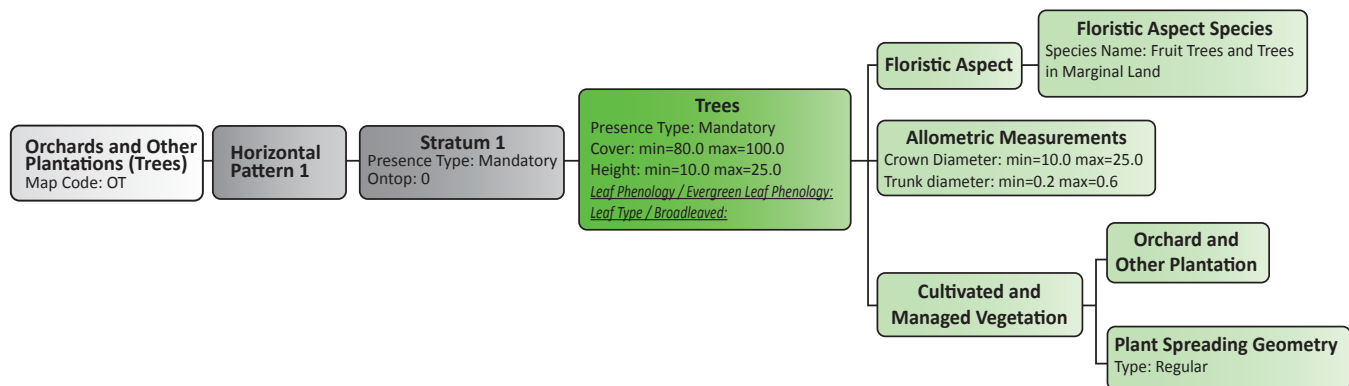 Orchards and Other
Plantations (Trees)
Map Code: OT
Horizontal
Pattern 1
Stratum 1
Presence Type: Mandatory
Ontop: 0
Trees
Presence Type: Mandatory
Cover: min=80.0 max=100.0
Height: min=10.0 max=25.0
Leaf Phenology / Evergreen Leaf Phenology:
Leaf Type / Broadleaved:
Floristic Aspect
Floristic Aspect Species
Species Name: Fruit Trees and Trees
in Marginal Land
Allometric Measurements
Crown Diameter: min=10.0 max=25.0
Trunk diameter: min=0.2 max=0.6
Cultivated and
Managed Vegetation
Orchard and
Other Plantation
Plant Spreading Geometry
Type: Regular